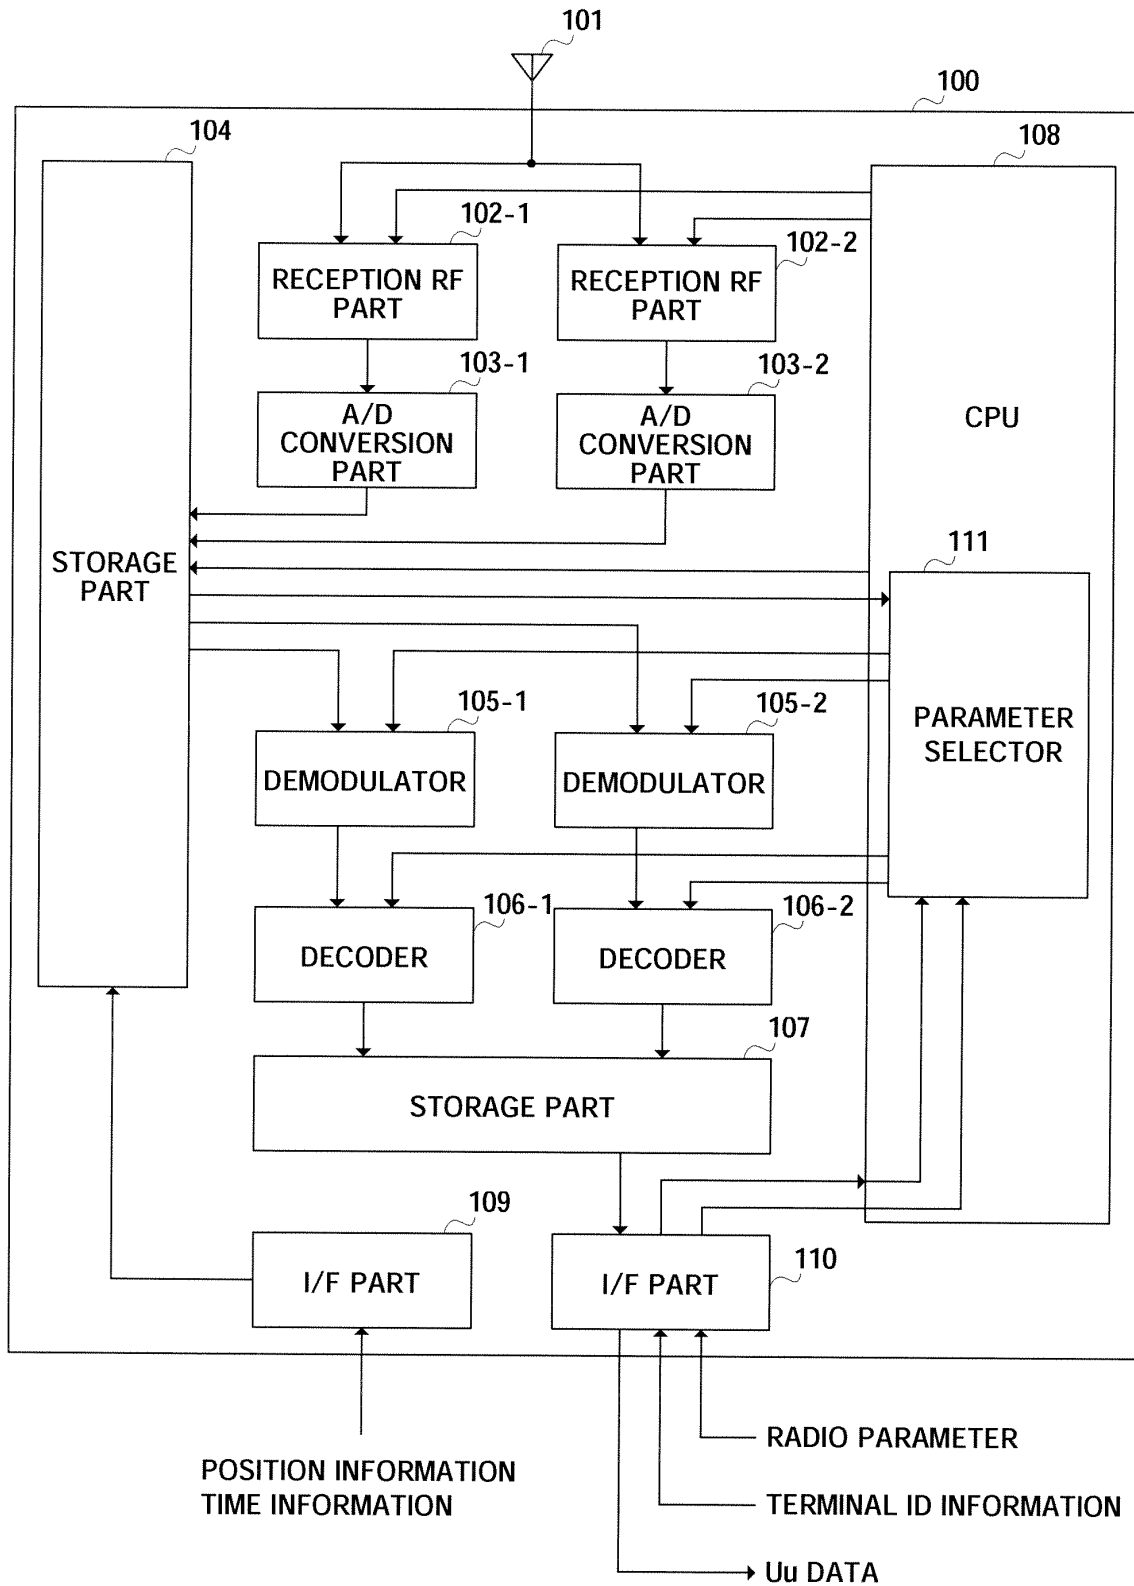 101
100
104
108
102-1
102-2
RECEPTION RF
PART
RECEPTION RF
PART
103-1
103-2
A/D
CONVERSION
PART
A/D
CONVERSION
PART
CPU
STORAGE
PART
111
105-1
105-2
PARAMETER
SELECTOR
DEMODULATOR
DEMODULATOR
106-1
106-2
DECODER
DECODER
107
STORAGE PART
109
I/F PART
I/F PART
110
POSITION INFORMATION
TIME INFORMATION
RADIO PARAMETER
TERMINAL ID INFORMATION
Uu DATA